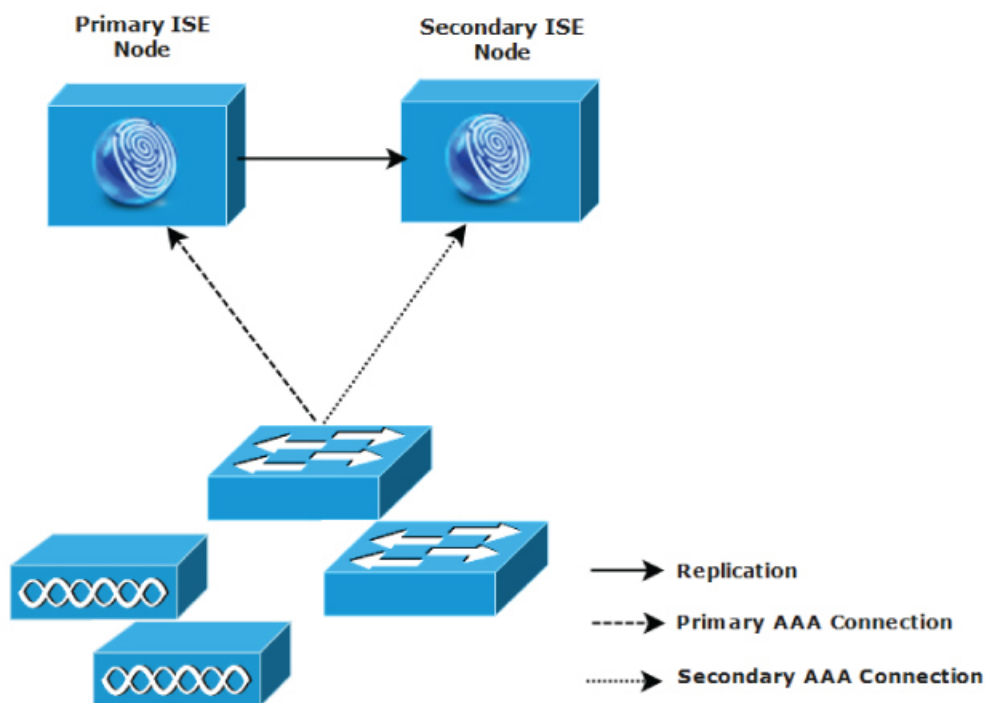 Primary ISE
Node
Secondary ISE
Node
Replication
Primary AAA Connection
Secondary AAA Connection